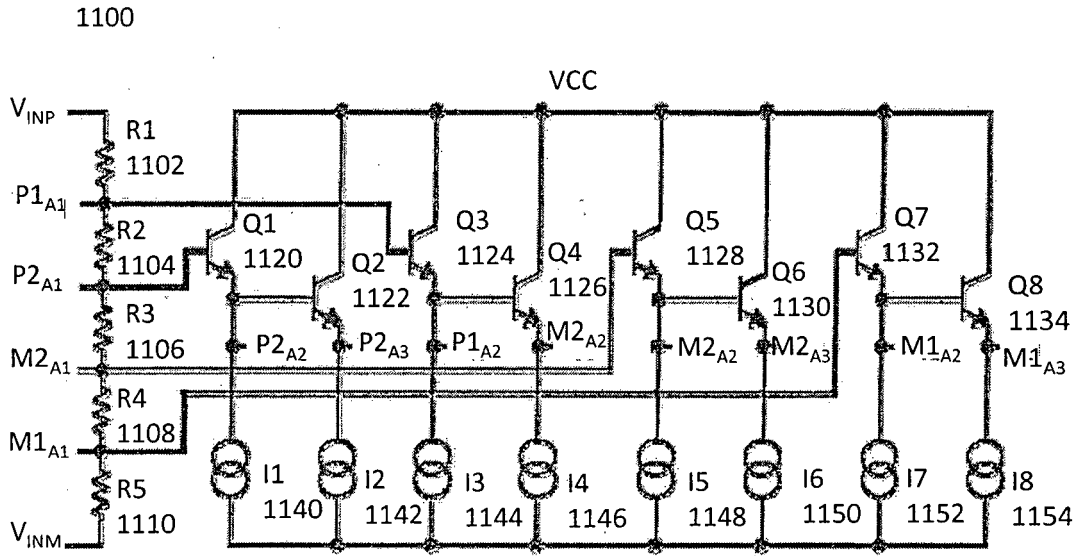 1100
VCC
V_INP
R1
1102
P1_A1
R2
1104
P2_A1
R3
1106
M2_A1
R4
1108
M1_A1
R5
1110
V_INM
Q1
1120
Q2
1122
Q3
1124
Q4
1126
Q5
1128
Q6
1130
Q7
1132
Q8
1134
P2_A2
P2_A3
P1_A2
M2_A2
M2_A2
M2_A3
M1_A2
M1_A3
I1
1140
I2
1142
I3
1144
I4
1146
I5
1148
I6
1150
I7
1152
I8
1154